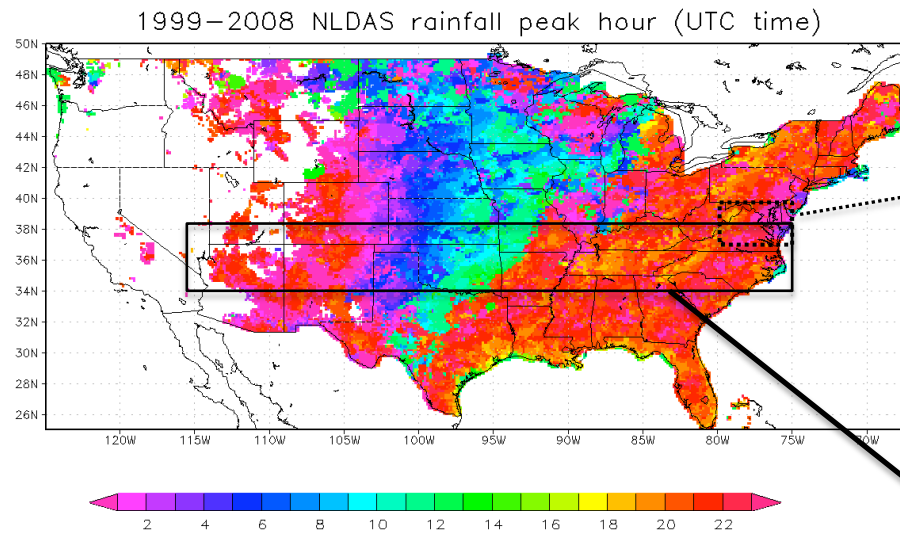 1999−2008 NLDAS rainfall peak hour (UTC time)
50N
48N
46N
44N
42N
40N
38N
36N
34N
32N
30N
28N
26N
120W 115W 110W 105W 100W 95W 90W 85W 80W 75W 70W
2 4 6 8 10 12 14 16 18 20 22